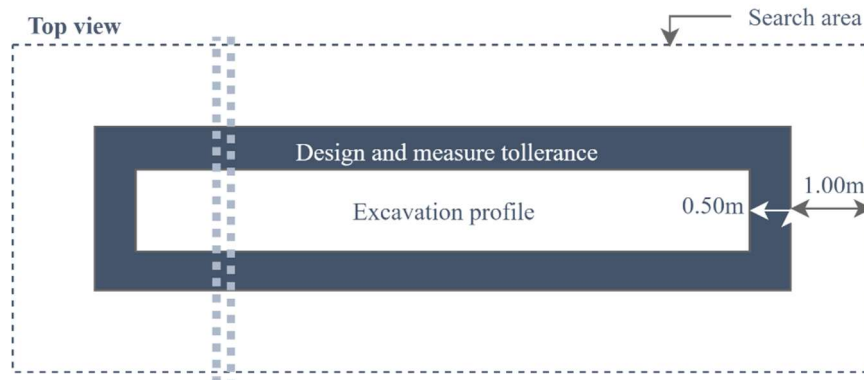 Top view
Search area
Design and measure tollerance
1.00m
0.50m
Excavation profile